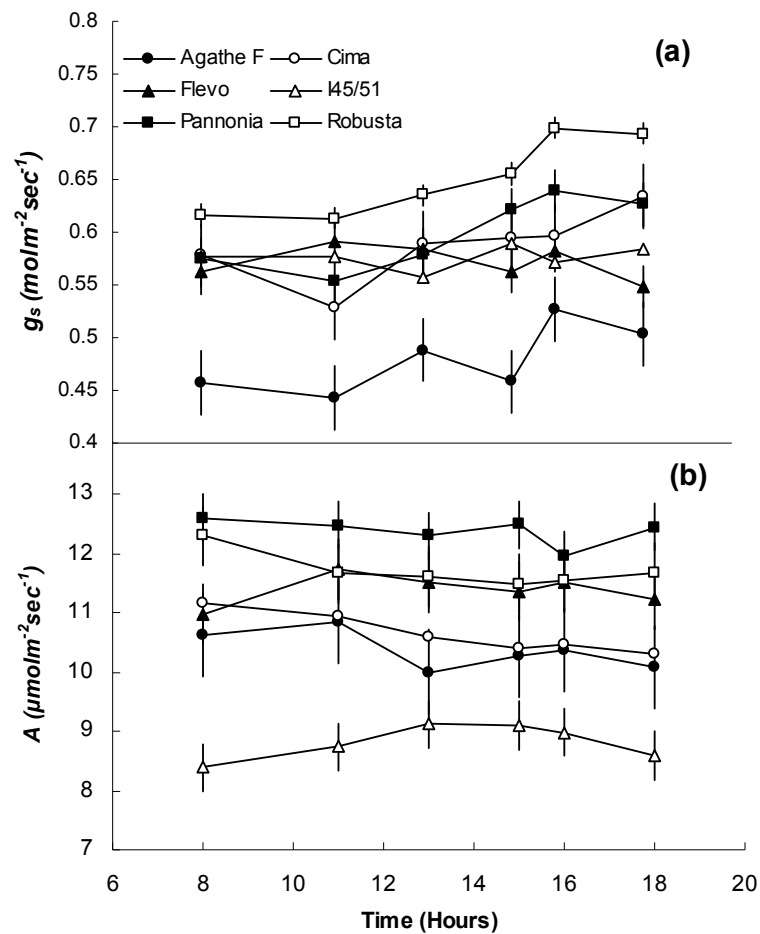 0.8
(a)
Agathe F Cima
0.75
Flevo I45/51
0.7
Pannonia Robusta
0.65
0.6
0.55
0.5
0.45
0.4
gs (molm-2sec-1)
(b)
13
12
11
10
9
8
7
A (μmolm-2sec-1)
6 8 10 12 14 16 18 20
Time (Hours)